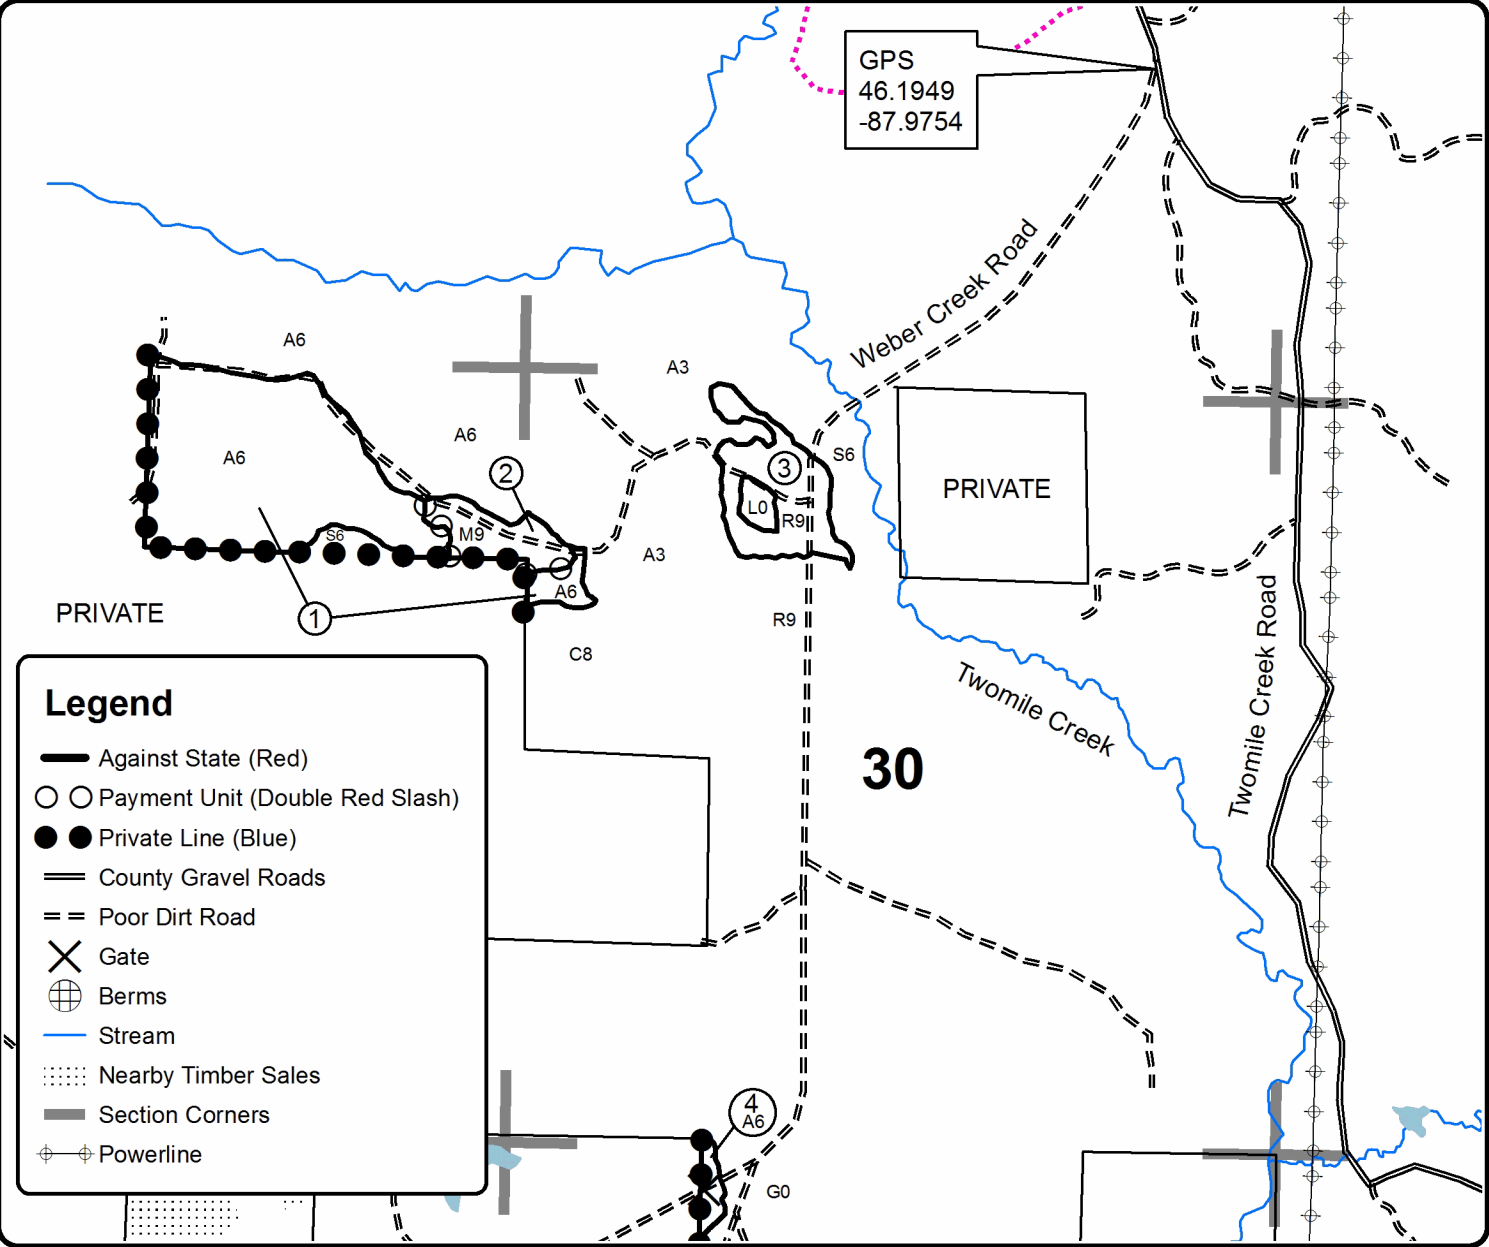 GPS
46.1949
-87.9754
Weber Creek Road
A6
A3
A6
A6
S6
2
3
PRIVATE
L0
R9
S6
M9
A3
A6
PRIVATE
1
R9
C8
Twomile Creek
Twomile Creek Road
30
Legend
Against State (Red)
Payment Unit (Double Red Slash)
Private Line (Blue)
County Gravel Roads
Poor Dirt Road
Gate
Berms
Stream
Nearby Timber Sales
Section Corners
Powerline
4
A6
G0